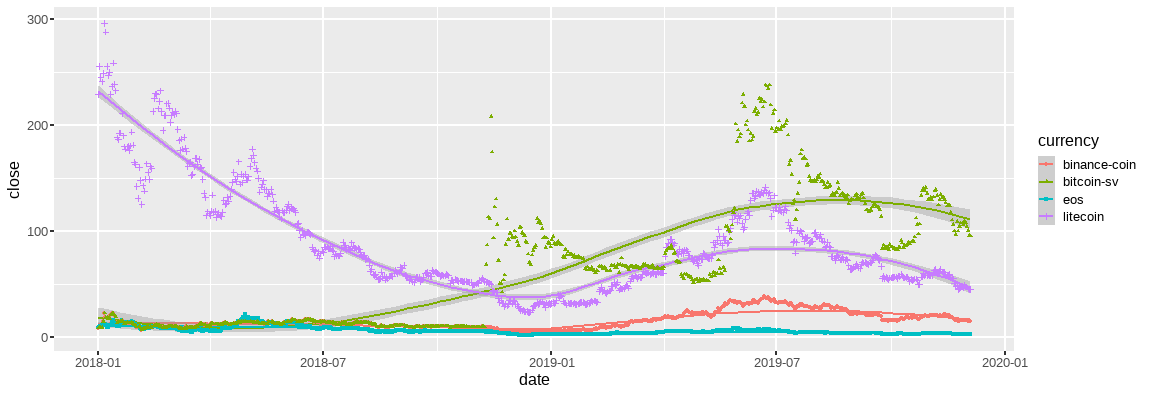 300
200
100
0
close
2018-01
2018-07
2019-01
2019-07
2020-01
date
currency
binance-coin
bitcoin-sv
eos
litecoin